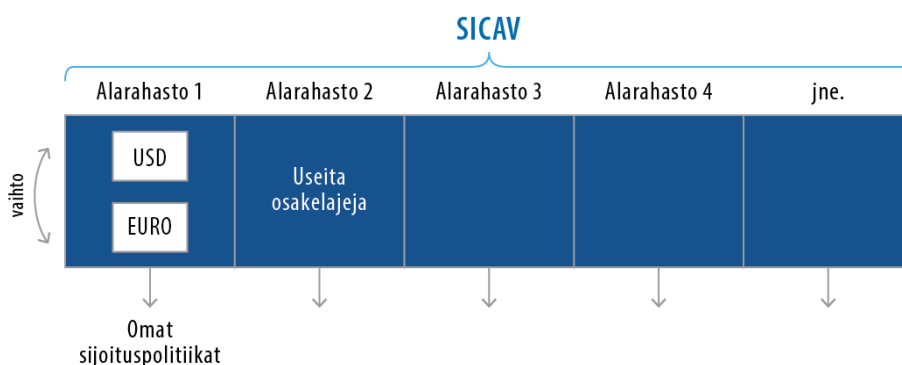 SICAV
Alarahasto 1
Alarahasto 2
Alarahasto 3
Alarahasto 4
jne.
vaihto
USD
EURO
Useita
osakelajeja
Omat
sijoituspolitiikat